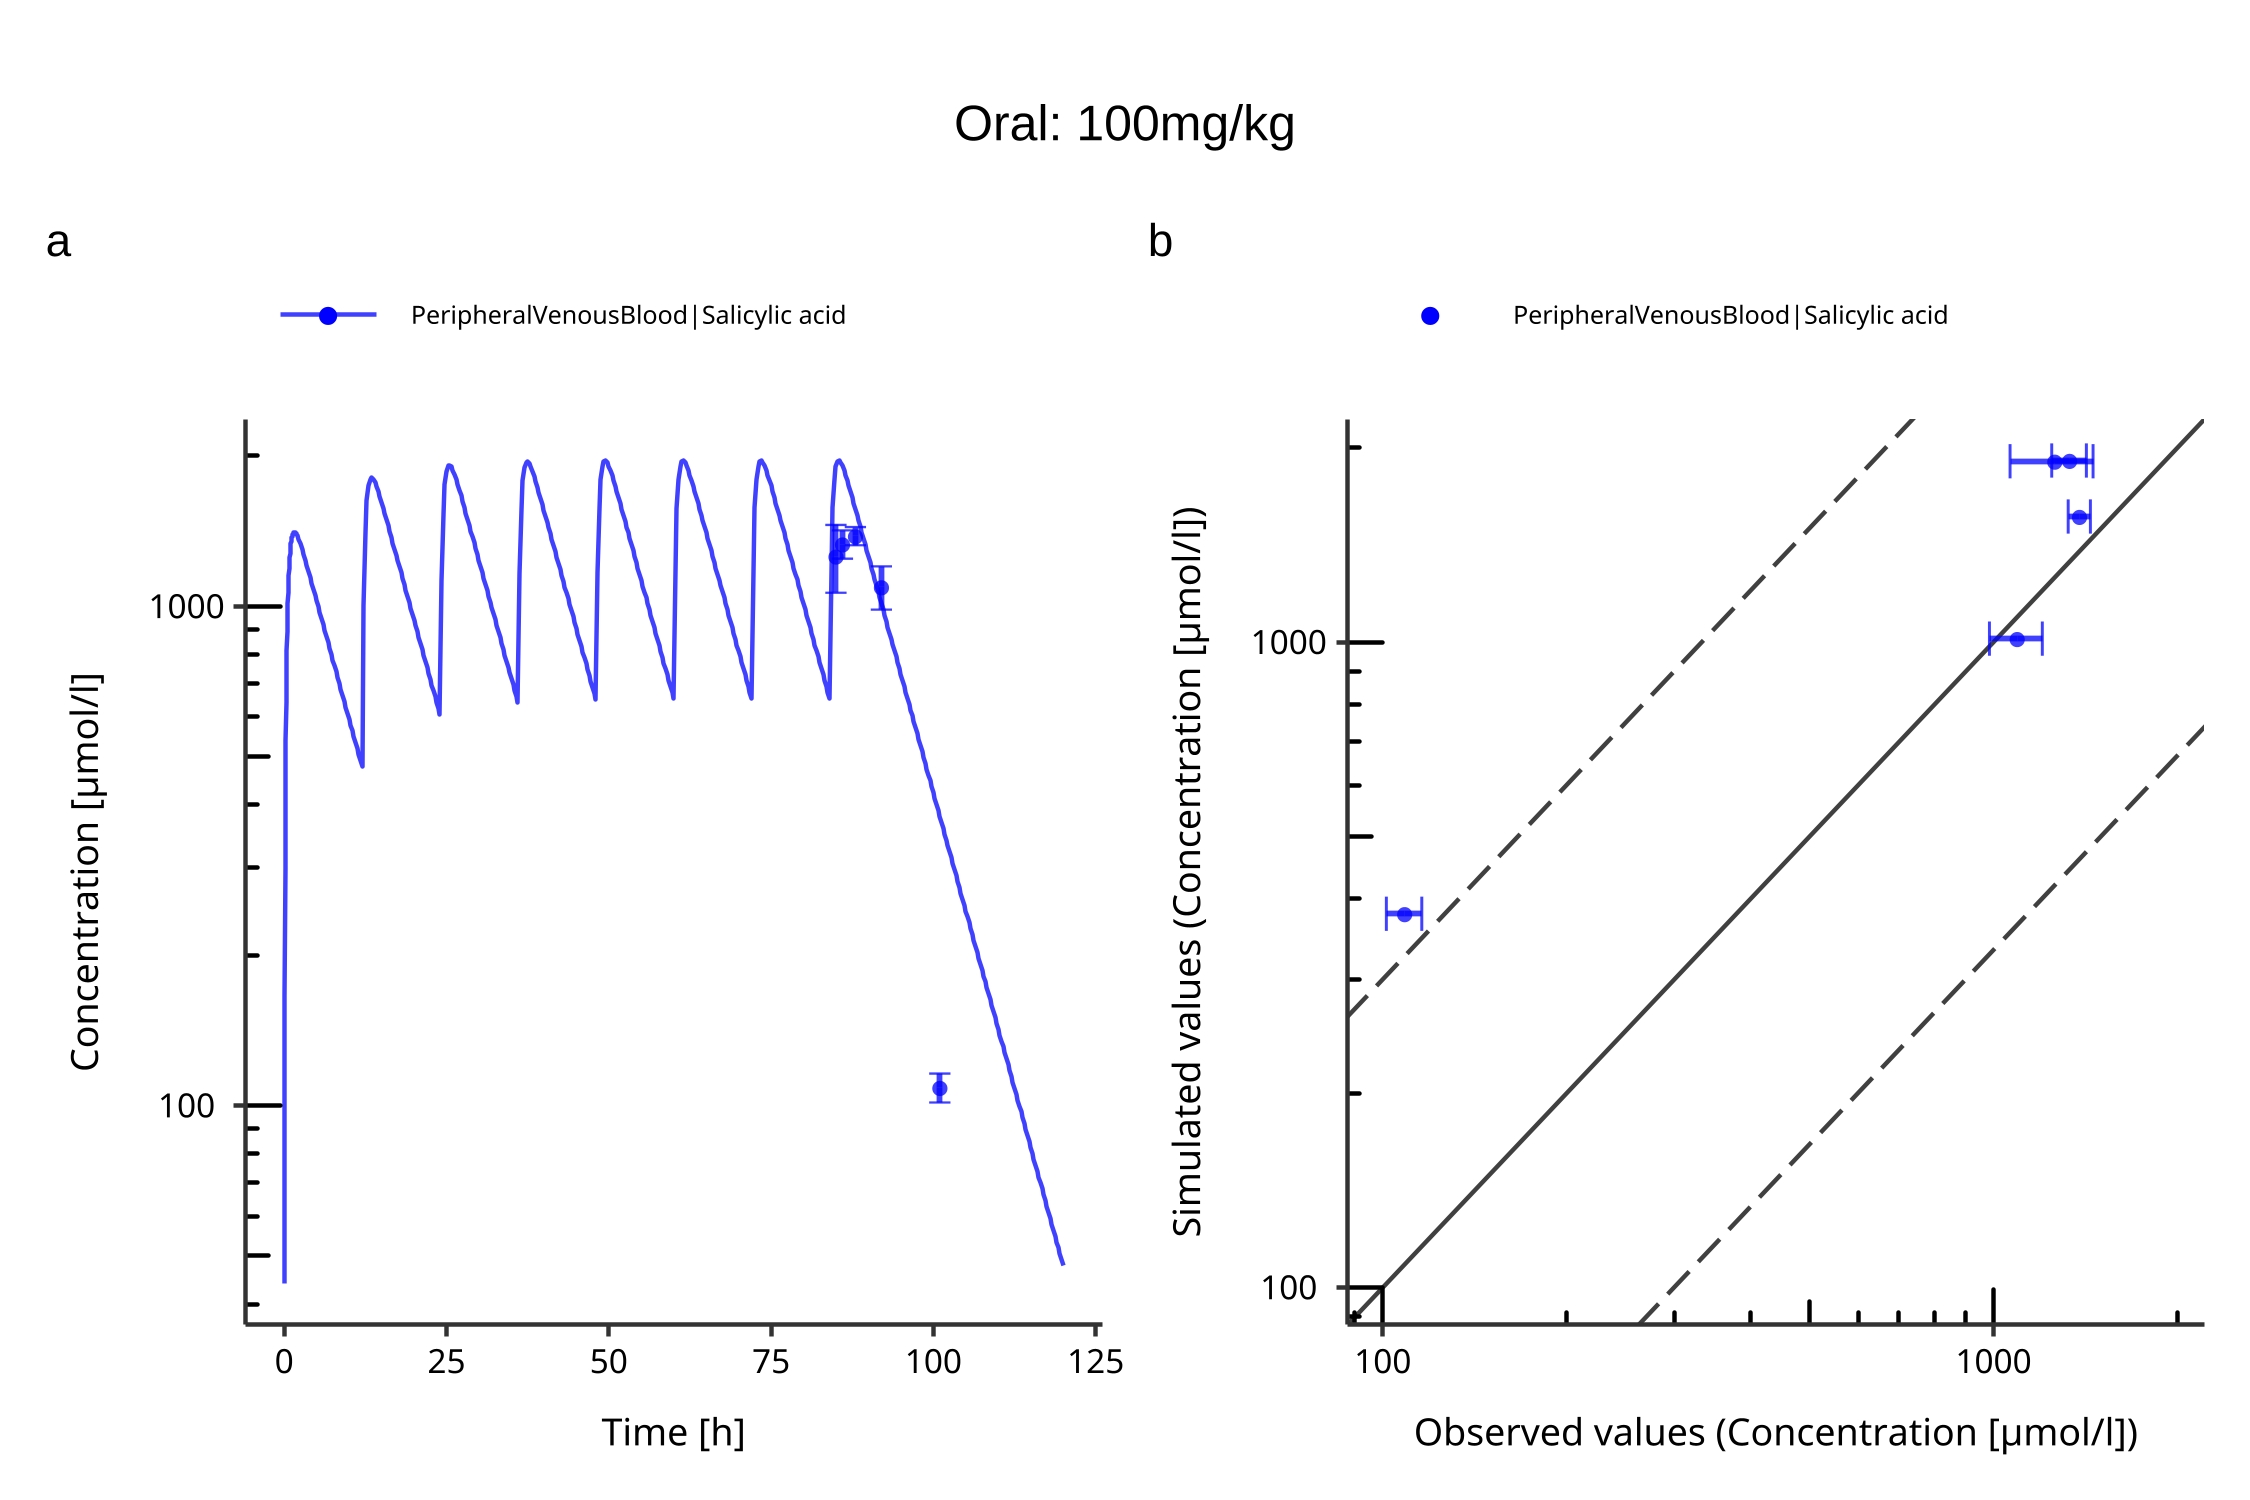 Oral: 100mg/kg
a
PeripheralVenousBlood|Salicylic acid
Concentration [µmol/l]
1000
100
0 25 50 75 100 125
Time [h]
b
PeripheralVenousBlood|Salicylic acid
Simulated values (Concentration [µmol/l])
1000
100
100 1000
Observed values (Concentration [µmol/l])